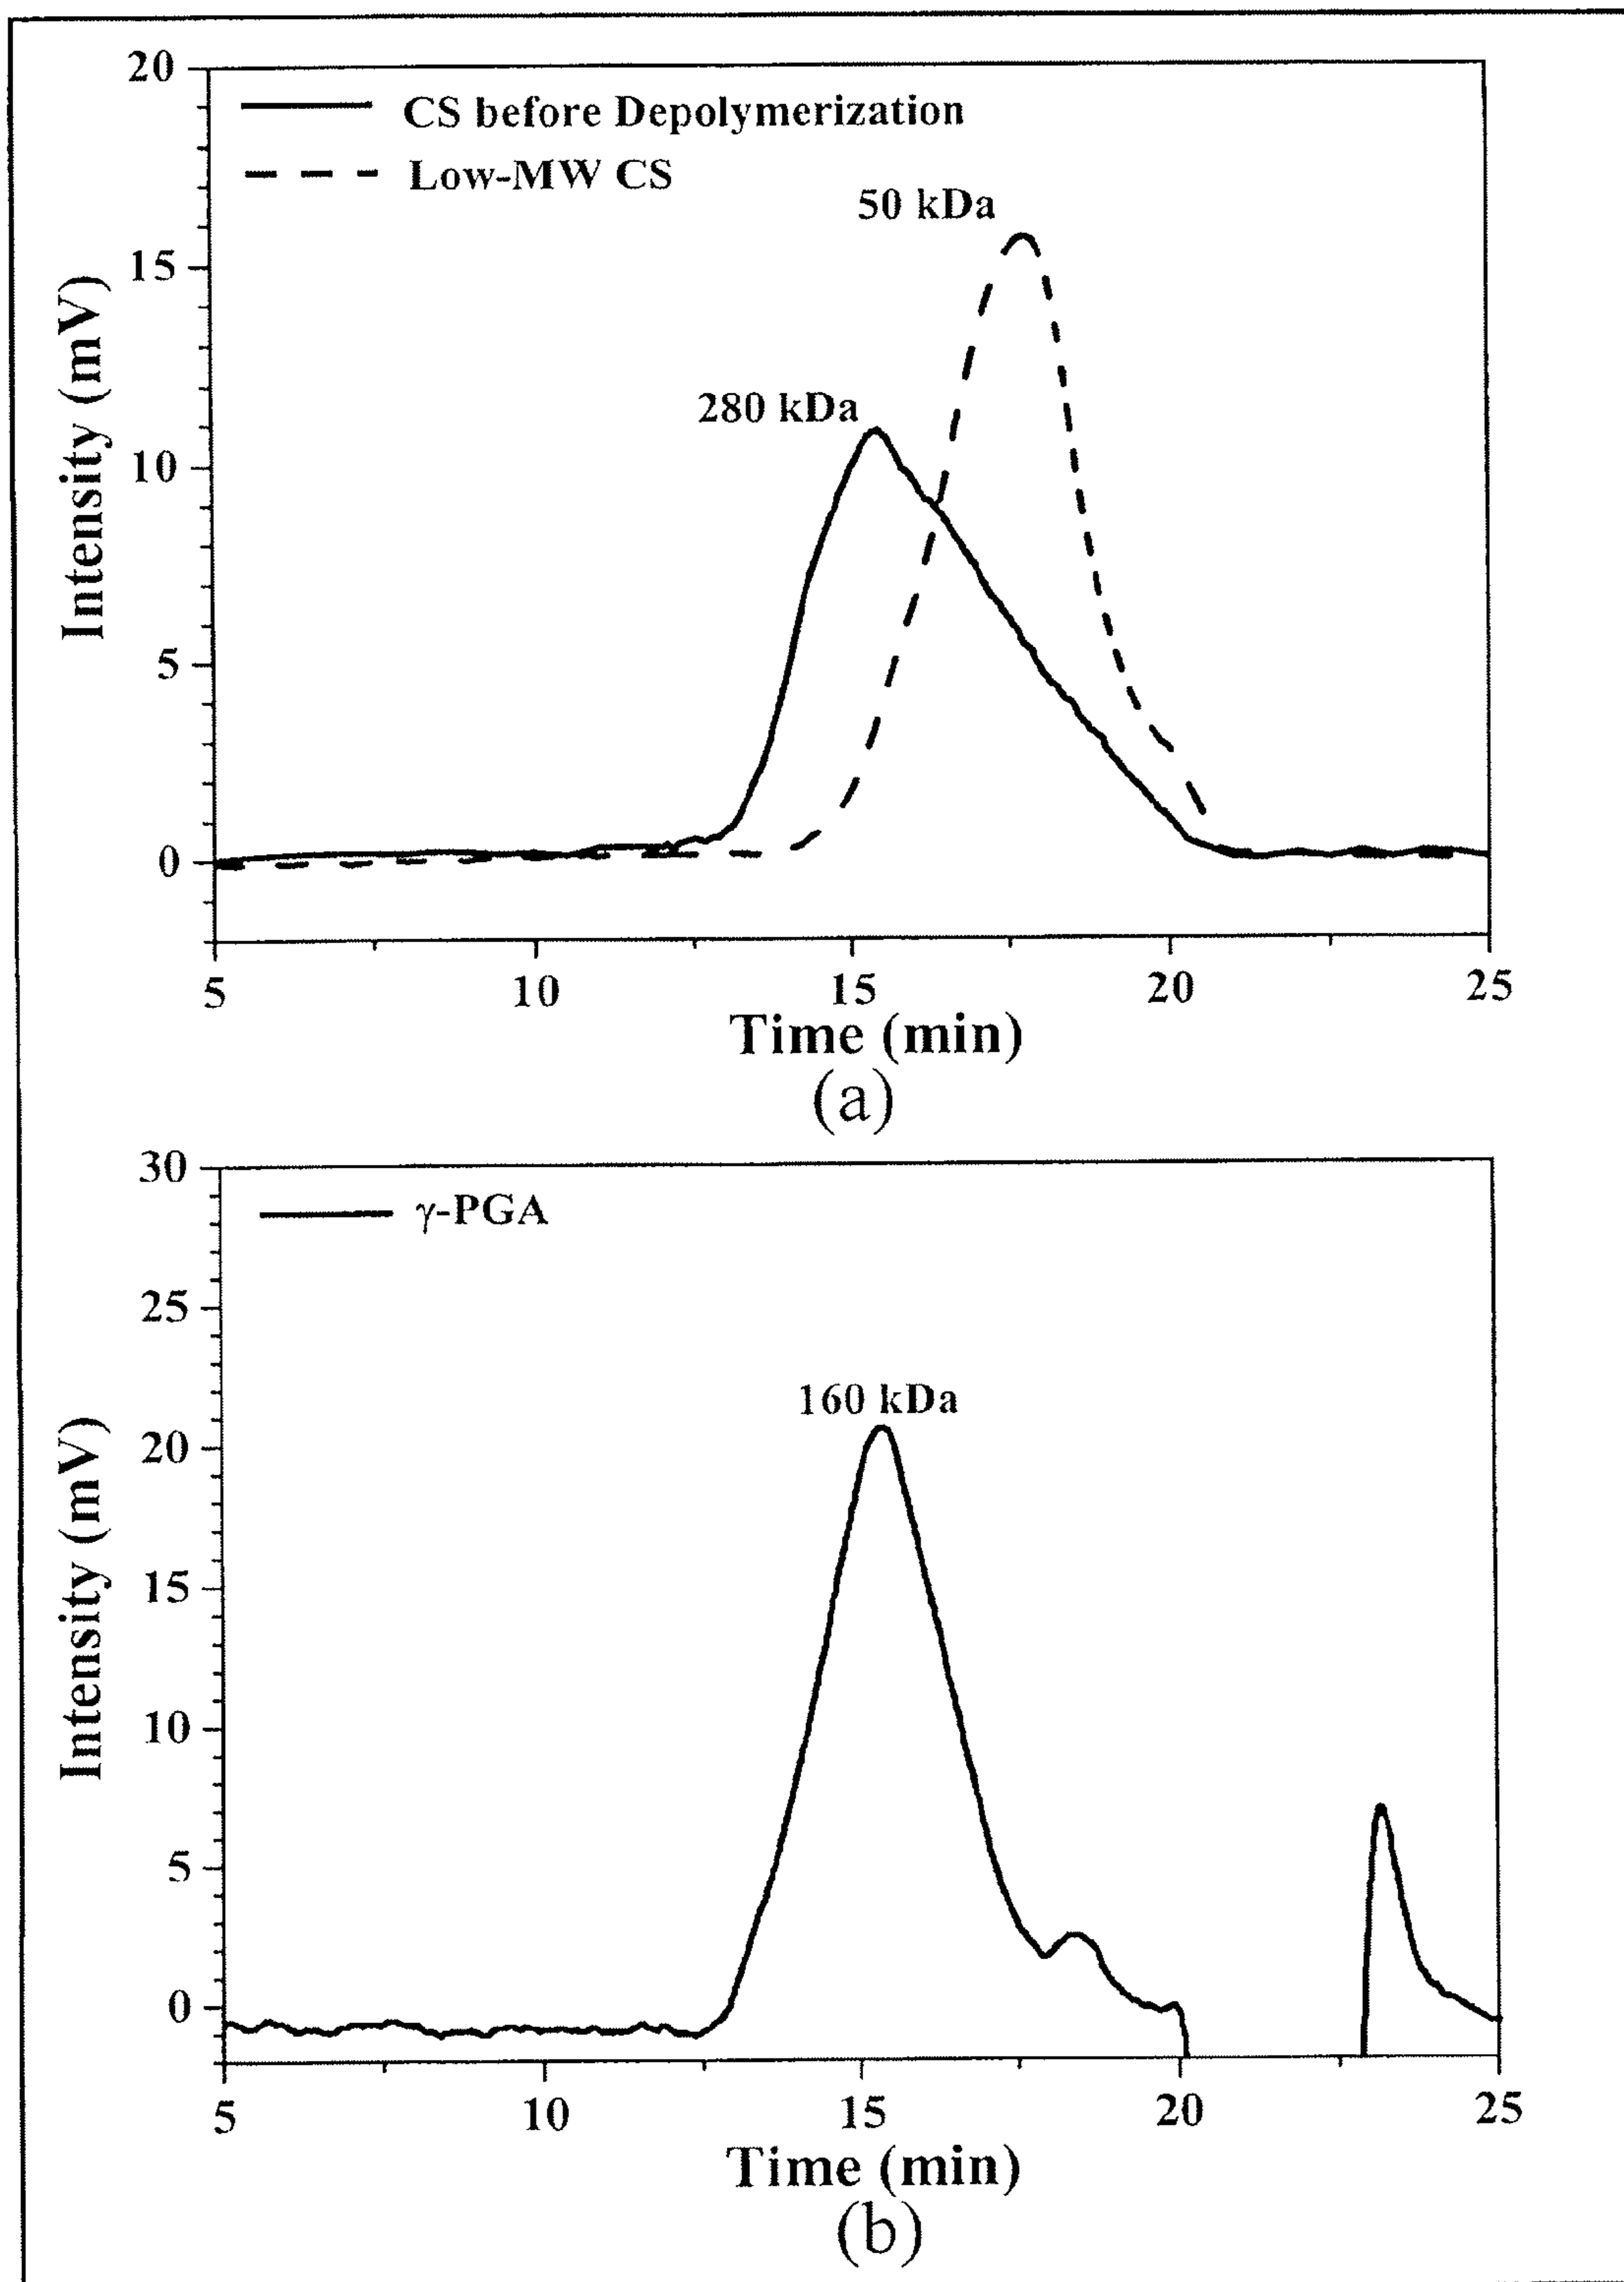 20
CS before Depolymerization
Low-MW CS
50 kDa
15
280 kDa
10
5
0
Intensity (mV)
5 10 15 20 25
Time (min)
(a)
30
γ-PGA
25
160 kDa
20
15
10
5
0
Intensity (mV)
5 10 15 20 25
Time (min)
(b)